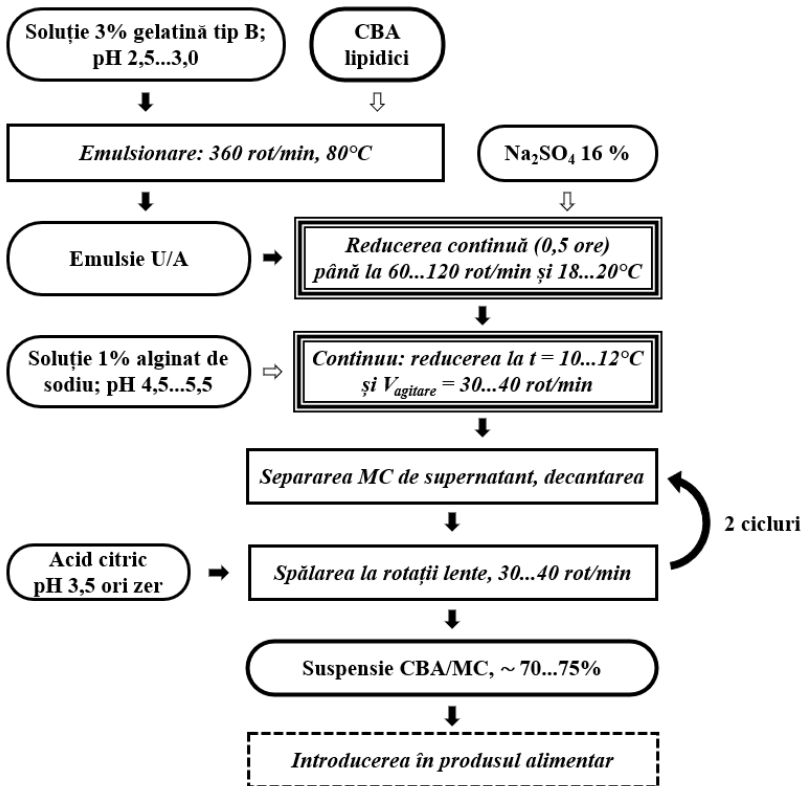 Soluție 3% gelatină tip B;
pH 2,5...3,0
CBA
lipidici
Emulsionare: 360 rot/min, 80°C
Na₂SO₄ 16 %
Emulsie U/A
Reducerea continuă (0,5 ore)
până la 60...120 rot/min și 18...20°C
Soluție 1% alginat de
sodiu; pH 4,5...5,5
Continuu: reducerea la t = 10...12°C
și Vagitare = 30...40 rot/min
Separarea MC de supernatant, decantarea
2 cicluri
Acid citric
pH 3,5 ori zer
Spălarea la rotații lente, 30...40 rot/min
Suspensie CBA/MC, ~ 70...75%
Introducerea în produsul alimentar